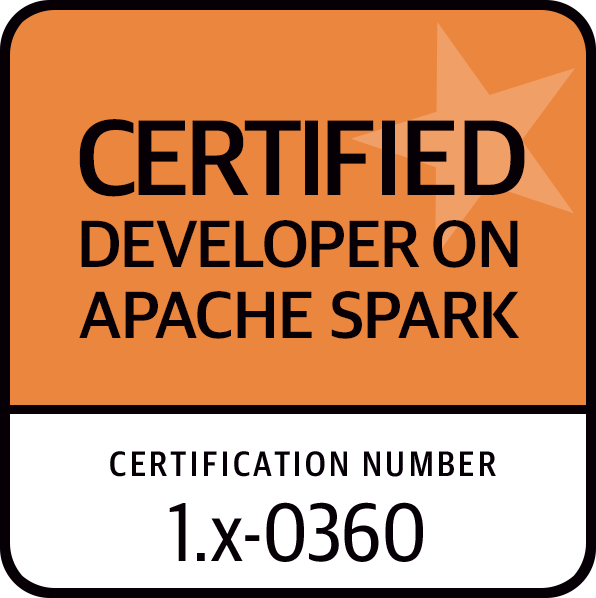 CERTIFIED
DEVELOPER ON
APACHE SPARK
CERTIFICATION NUMBER
1.x-0360